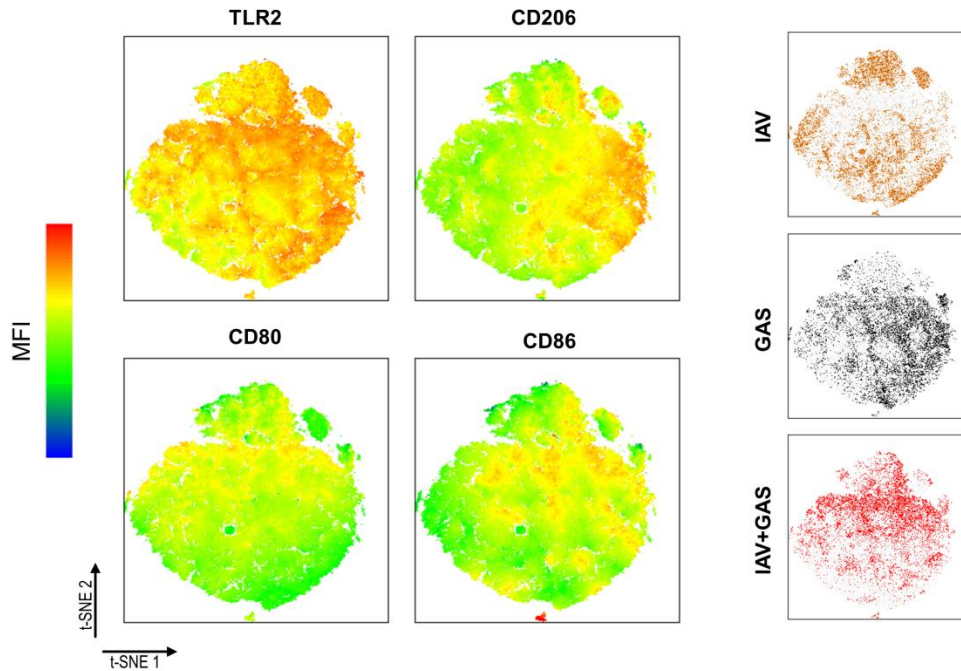 TLR2
CD206
IAV
MFI
GAS
CD80
CD86
IAV+GAS
t-SNE 2
t-SNE 1